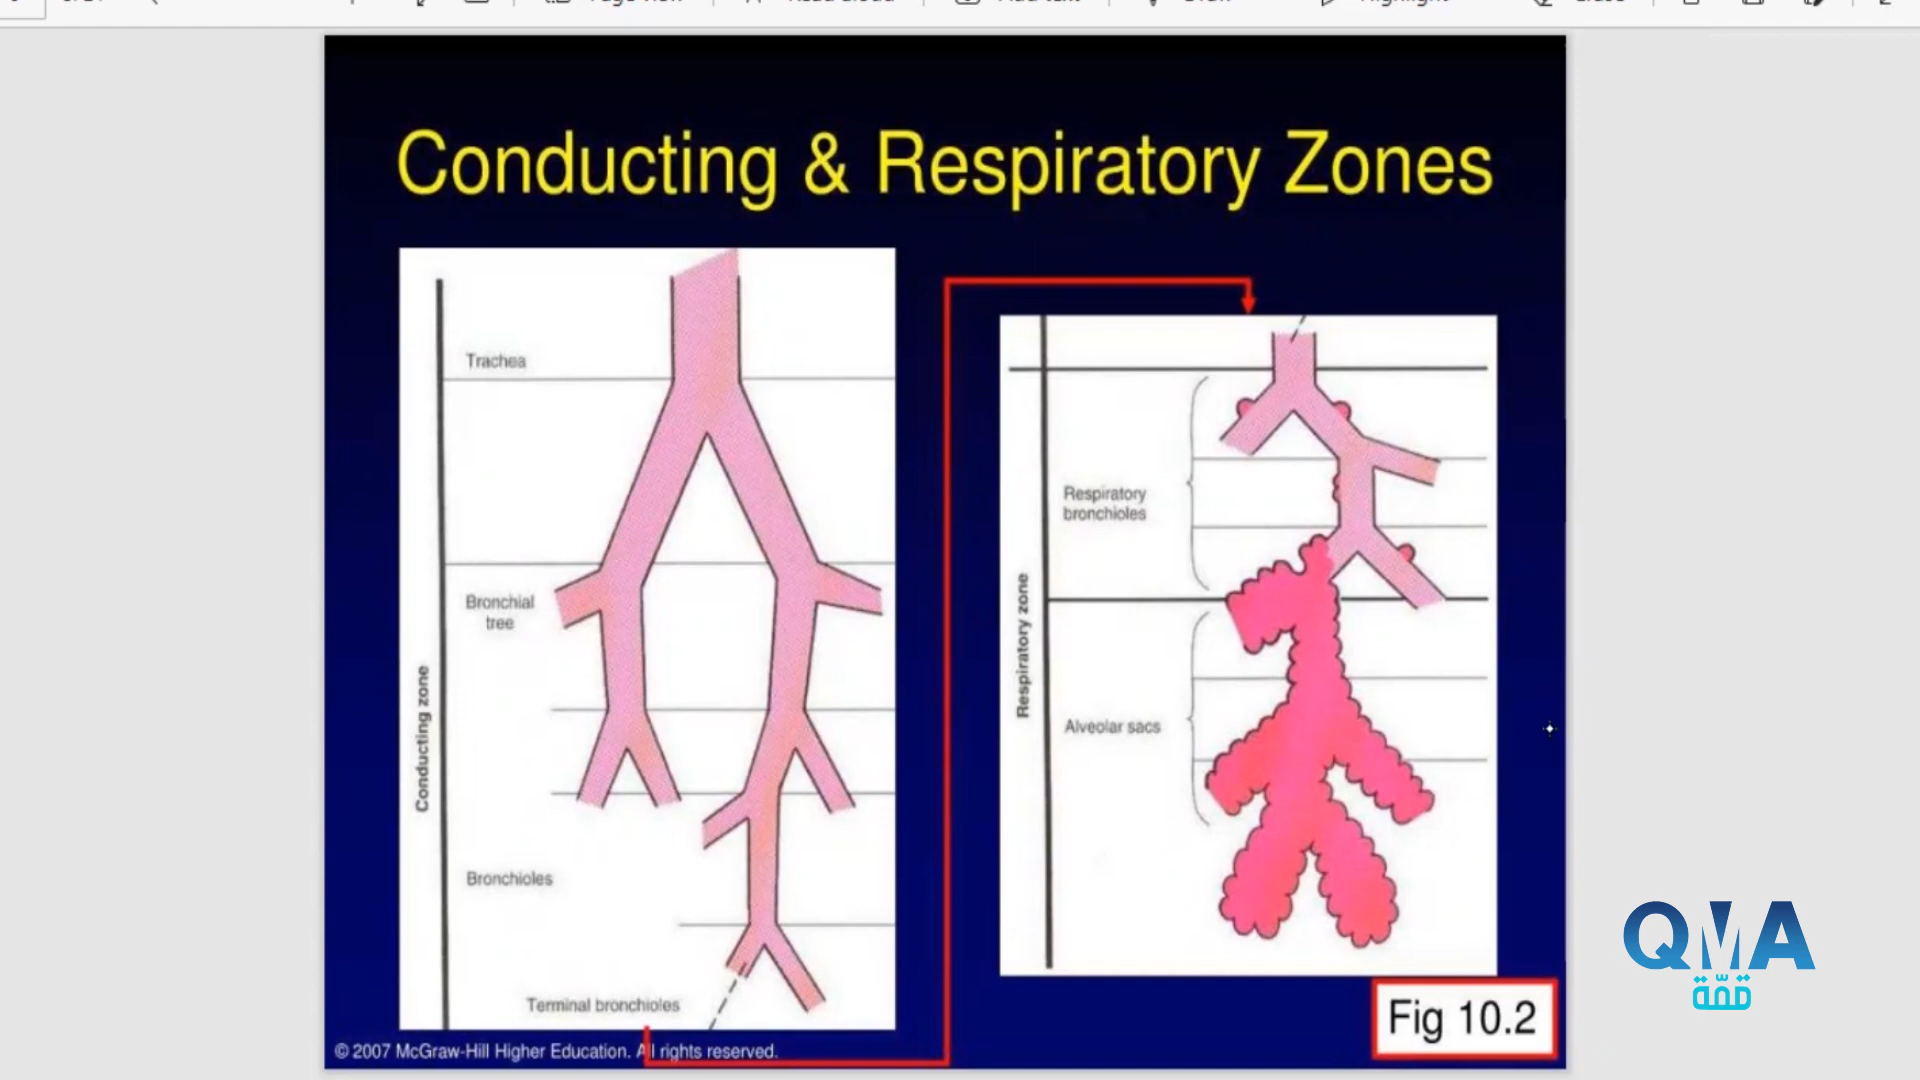 Conducting & Respiratory Zones
Trachea
Bronchial
tree
Conducting zone
Bronchioles
Terminal bronchioles
Respiratory
bronchioles
Respiratory zone
Alveolar sacs
Fig 10.2
© 2007 McGraw-Hill Higher Education. All rights reserved.
QMA
قمّة